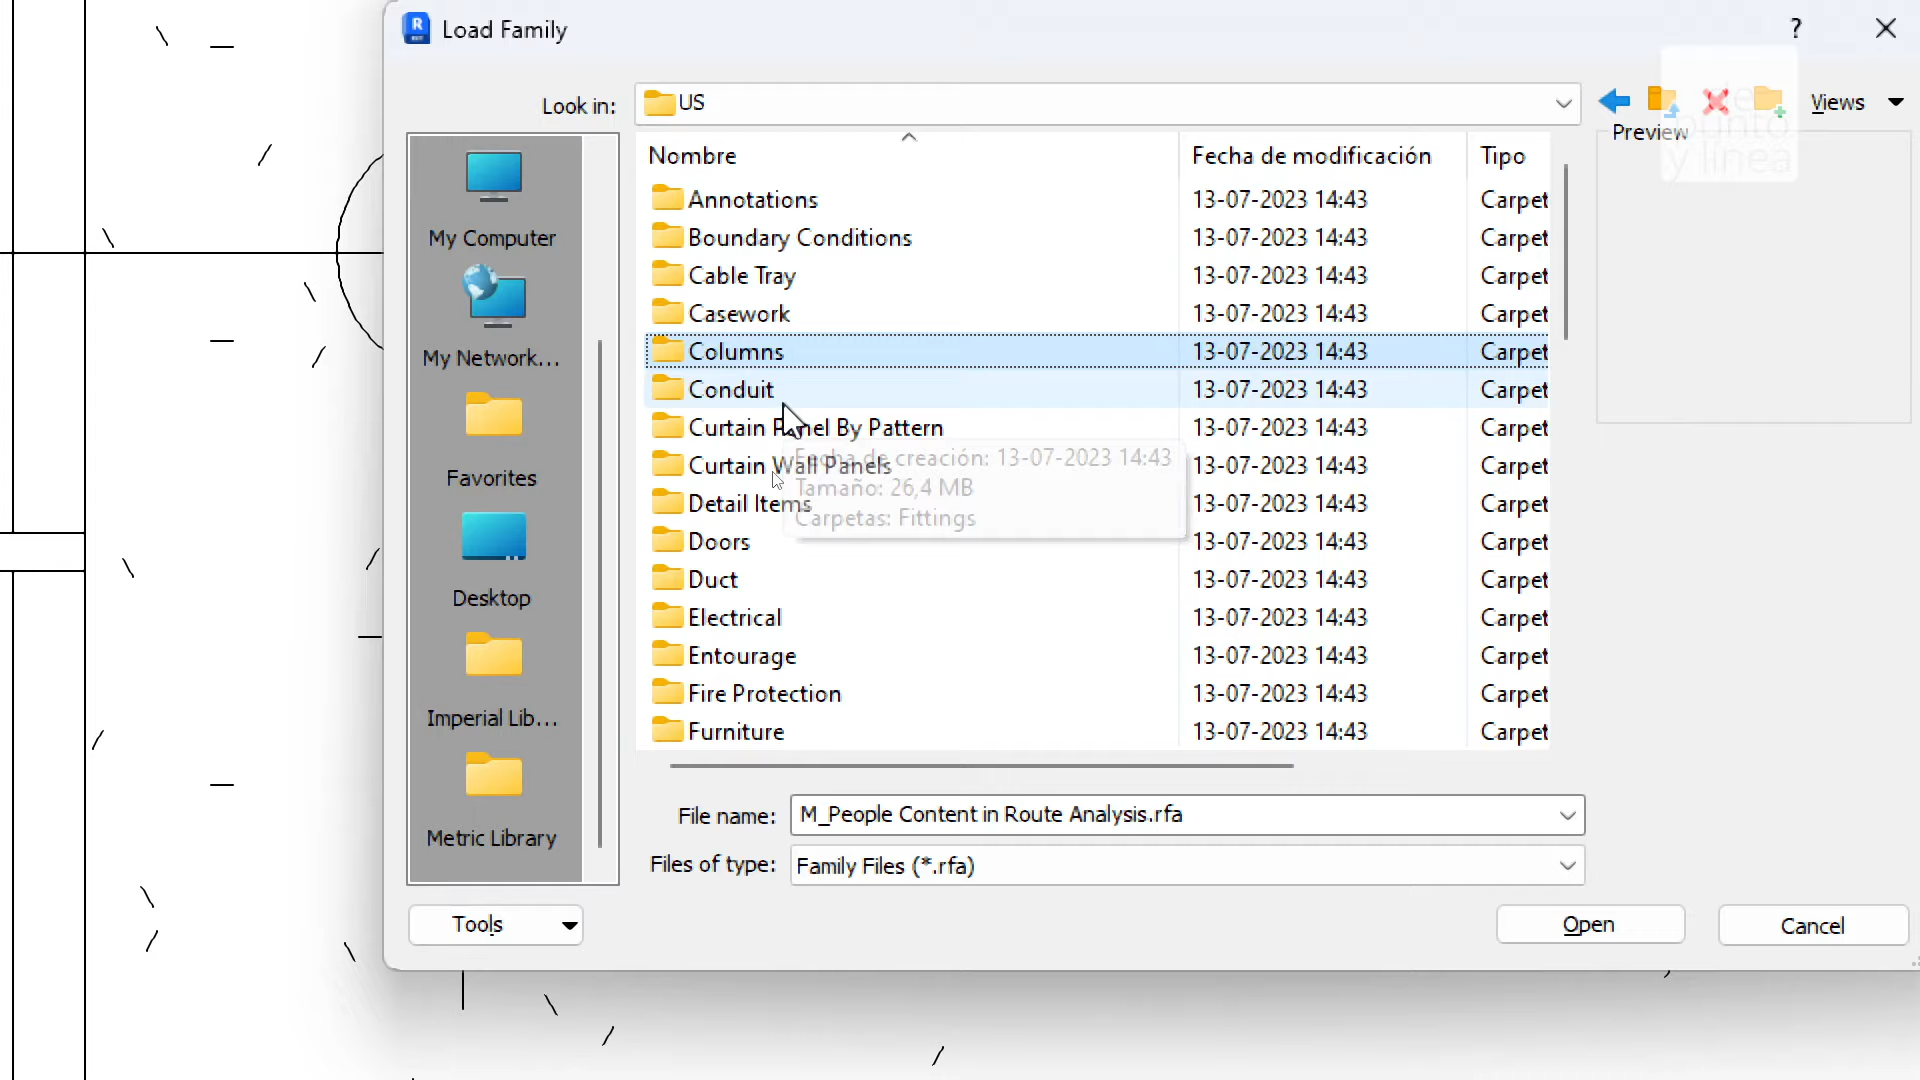 Load Family
?
Look in:
US
Views
Preview
punto
y línea
My Computer
My Network...
Favorites
Desktop
Imperial Lib...
Metric Library
Nombre Fecha de modificación Tipo
Annotations 13-07-2023 14:43 Carpet
Boundary Conditions 13-07-2023 14:43 Carpet
Cable Tray 13-07-2023 14:43 Carpet
Casework 13-07-2023 14:43 Carpet
Columns 13-07-2023 14:43 Carpet
Conduit 13-07-2023 14:43 Carpet
Curtain Panel By Pattern 13-07-2023 14:43 Carpet
Curtain Wall Panels 13-07-2023 14:43 Carpet
Detail Items 13-07-2023 14:43 Carpet
Doors 13-07-2023 14:43 Carpet
Duct 13-07-2023 14:43 Carpet
Electrical 13-07-2023 14:43 Carpet
Entourage 13-07-2023 14:43 Carpet
Fire Protection 13-07-2023 14:43 Carpet
Furniture 13-07-2023 14:43 Carpet
Fecha de creación: 13-07-2023 14:43
Tamaño: 26,4 MB
Carpetas: Fittings
File name: M_People Content in Route Analysis.rfa
Files of type: Family Files (*.rfa)
Tools
Open
Cancel